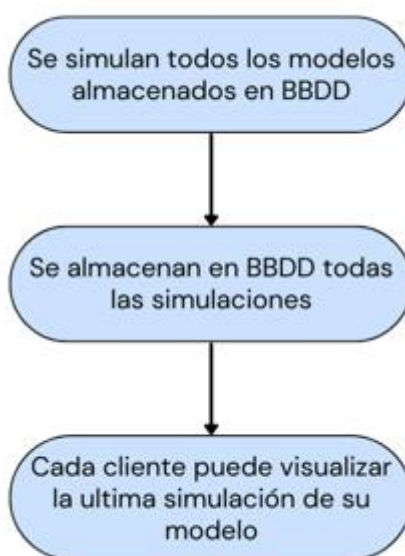 Se simulan todos los modelos
almacenados en BBDD
Se almacenan en BBDD todas
las simulaciones
Cada cliente puede visualizar
la ultima simulación de su
modelo